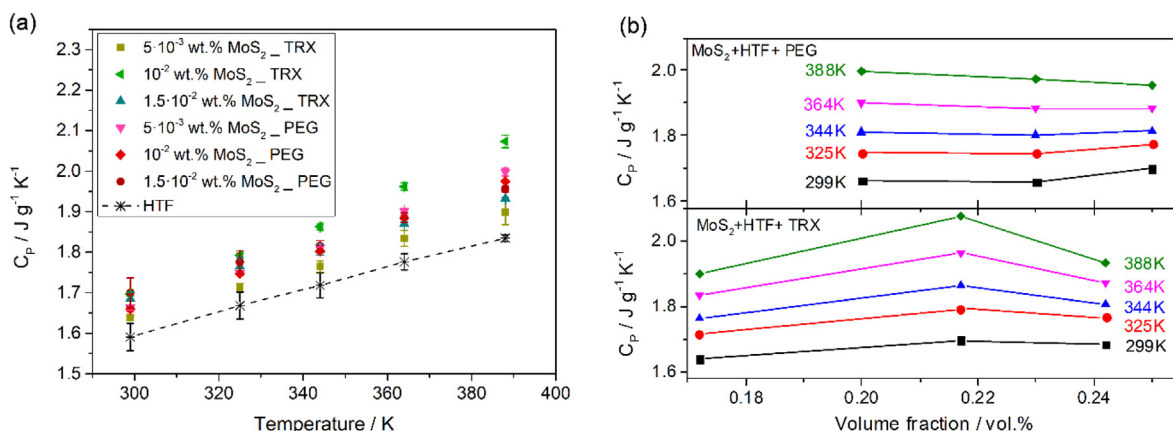 (a)
2.3
2.2
2.1
2.0
1.9
1.8
1.7
1.6
1.5
C_P / J g⁻¹ K⁻¹
5·10⁻³ wt.% MoS₂ _ TRX
10⁻² wt.% MoS₂ _ TRX
1.5·10⁻² wt.% MoS₂ _ TRX
5·10⁻³ wt.% MoS₂ _ PEG
10⁻² wt.% MoS₂ _ PEG
1.5·10⁻² wt.% MoS₂ _ PEG
HTF
300 320 340 360 380 400
Temperature / K
(b)
MoS₂+HTF+ PEG
2.0
1.8
1.6
C_P / J g⁻¹ K⁻¹
388K
364K
344K
325K
299K
MoS₂+HTF+ TRX
2.0
1.8
1.6
C_P / J g⁻¹ K⁻¹
388K
364K
344K
325K
299K
0.18 0.20 0.22 0.24
Volume fraction / vol.%